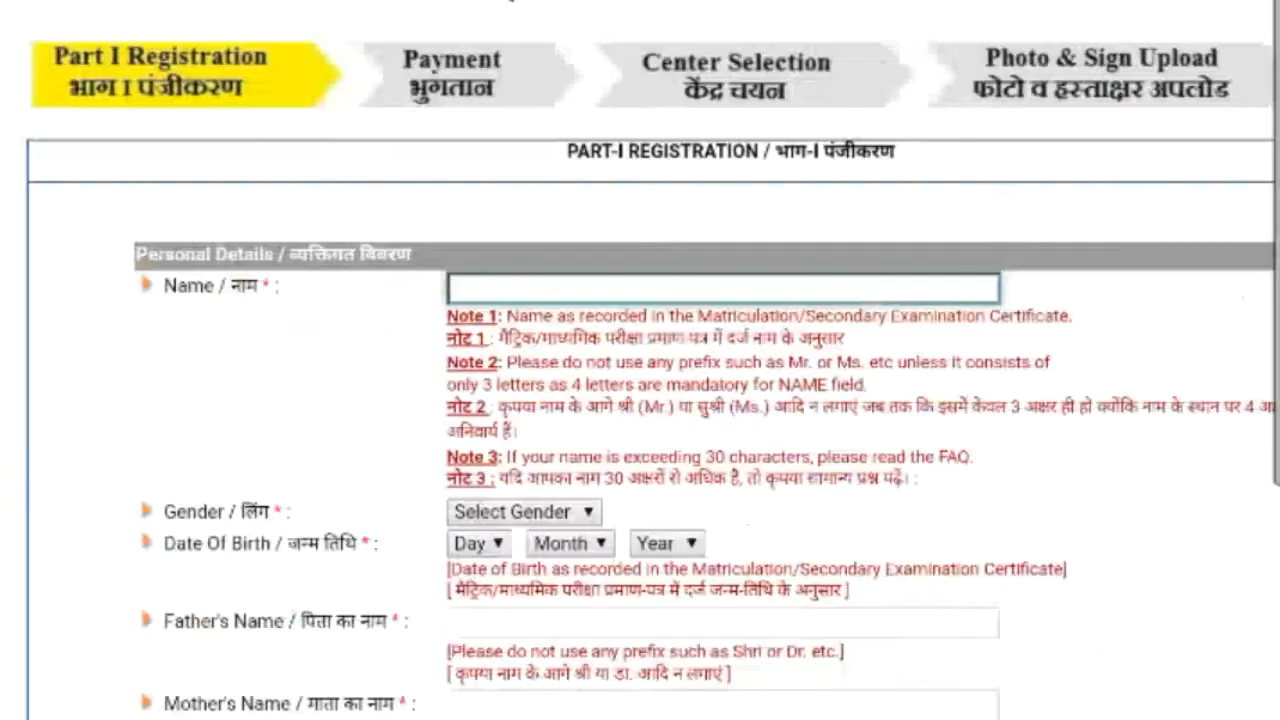 Part I Registration
भाग I पंजीकरण
Payment
भुगतान
Center Selection
केंद्र चयन
Photo & Sign Upload
फोटो व हस्ताक्षर अपलोड
PART-I REGISTRATION / भाग-I पंजीकरण
Personal Details / व्यक्तिगत विवरण
Name / नाम * :
Note 1: Name as recorded in the Matriculation/Secondary Examination Certificate.
नोट 1 : मैट्रिक/माध्यमिक परीक्षा प्रमाण-पत्र में दर्ज नाम के अनुसार
Note 2: Please do not use any prefix such as Mr. or Ms. etc unless it consists of
only 3 letters as 4 letters are mandatory for NAME field.
नोट 2 : कृपया नाम के आगे श्री (Mr.) या सुश्री (Ms.) आदि न लगाएं जब तक कि इसमें केवल 3 अक्षर ही हो क्योंकि नाम के स्थान पर 4
अनिवार्य हैं।
Note 3: If your name is exceeding 30 characters, please read the FAQ.
नोट 3 : यदि आपका नाम 30 अक्षरों से अधिक है, तो कृपया सामान्य प्रश्न पढ़ें। :
Gender / लिंग * :
Select Gender
Date Of Birth / जन्म तिथि * :
Day
Month
Year
[Date of Birth as recorded in the Matriculation/Secondary Examination Certificate]
[ मैट्रिक/माध्यमिक परीक्षा प्रमाण-पत्र में दर्ज जन्म-तिथि के अनुसार ]
Father's Name / पिता का नाम * :
[Please do not use any prefix such as Shri or Dr. etc.]
[ कृपया नाम के आगे श्री या डा. आदि न लगाएं ]
Mother's Name / माता का नाम * :